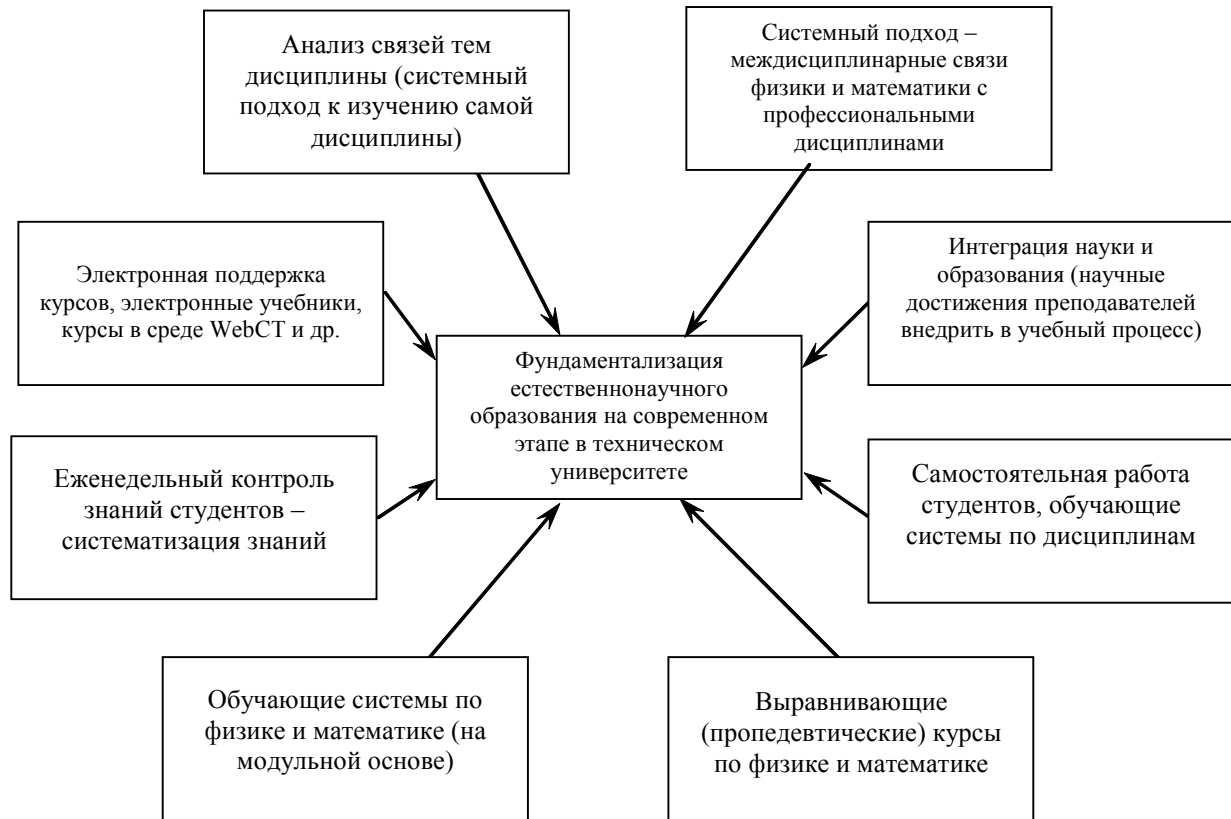 Анализ связей тем
дисциплины (системный
подход к изучению самой
дисциплины)
Системный подход –
междисциплинарные связи
физики и математики с
профессиональными
дисциплинами
Электронная поддержка
курсов, электронные учебники,
курсы в среде WebCT и др.
Интеграция науки и
образования (научные
достижения преподавателей
внедрить в учебный процесс)
Фундаментализация
естественнонаучного
образования на современном
этапе в техническом
университете
Еженедельный контроль
знаний студентов –
систематизация знаний
Самостоятельная работа
студентов, обучающие
системы по дисциплинам
Обучающие системы по
физике и математике (на
модульной основе)
Выравнивающие
(пропедевтические) курсы
по физике и математике